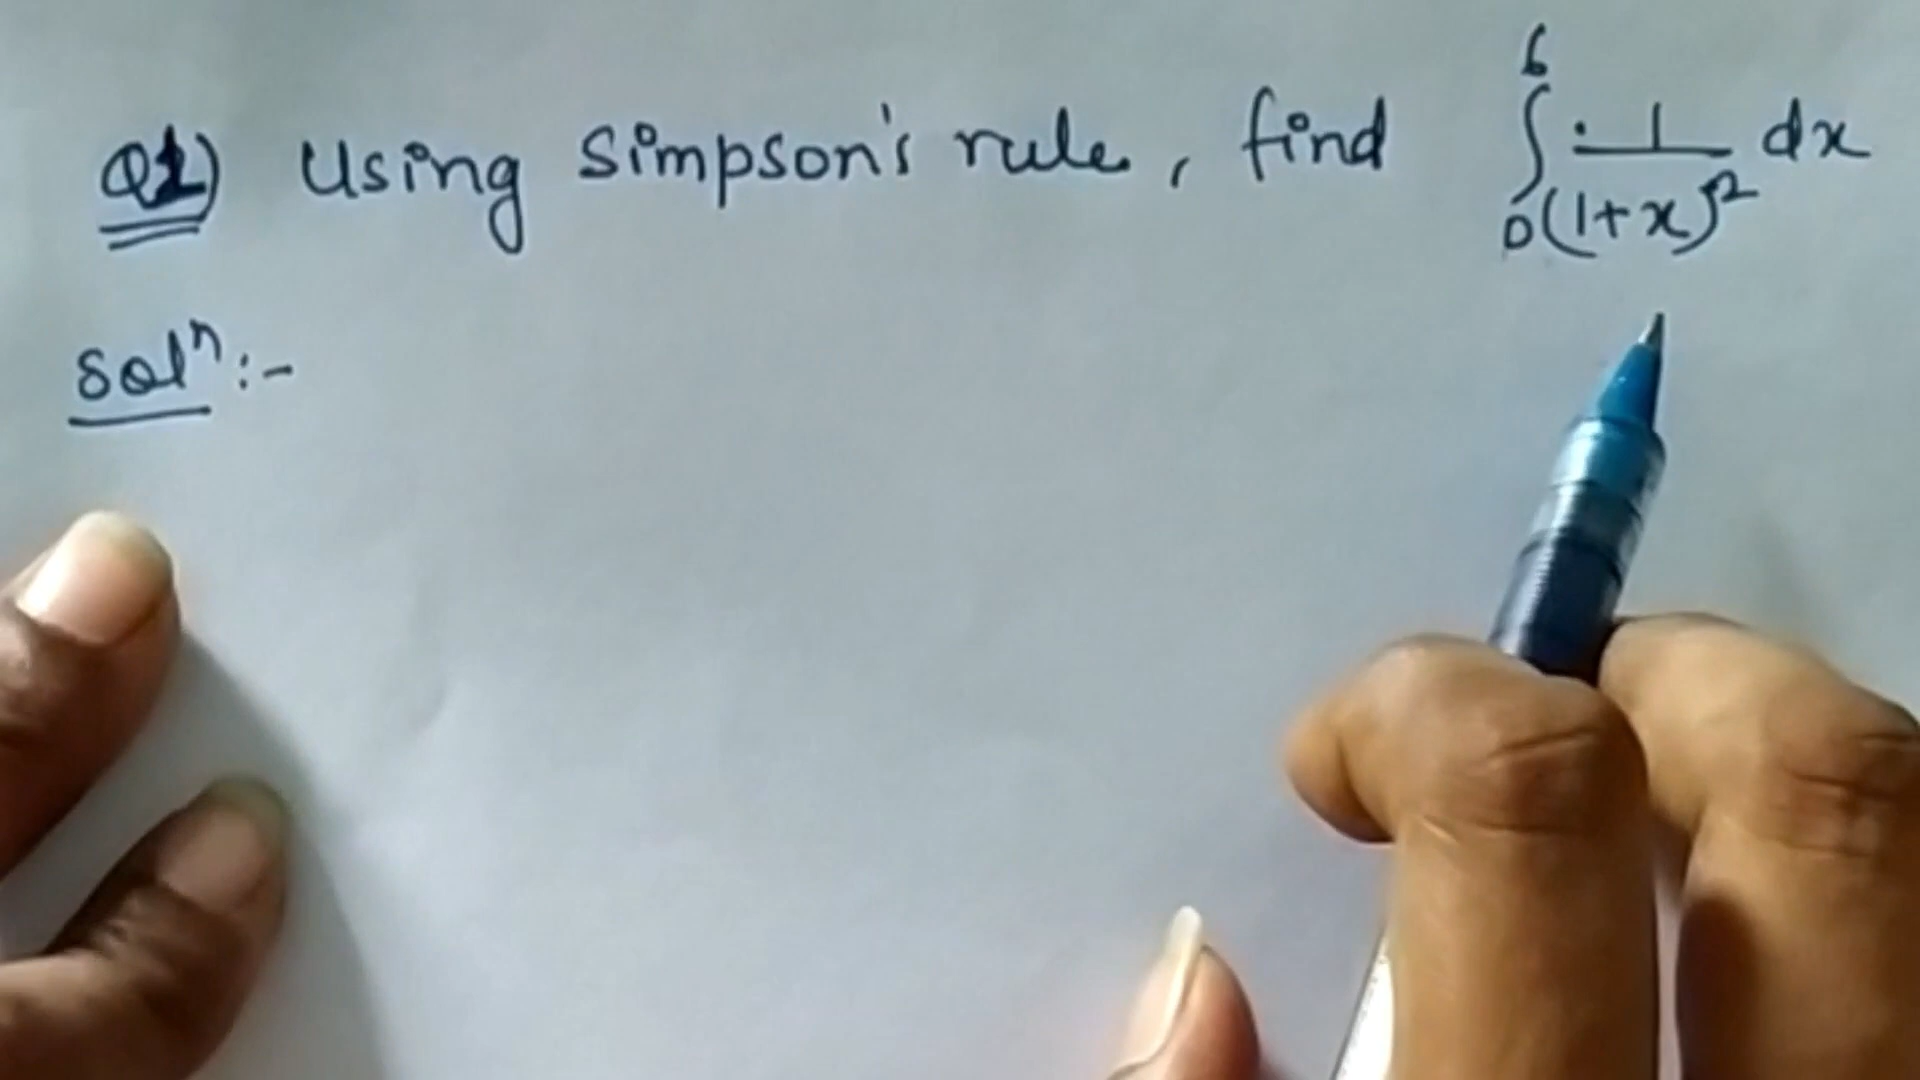 Q1) Using Simpson's rule, find ∫₀⁶ 1/(1+x)² dx
Solⁿ:-